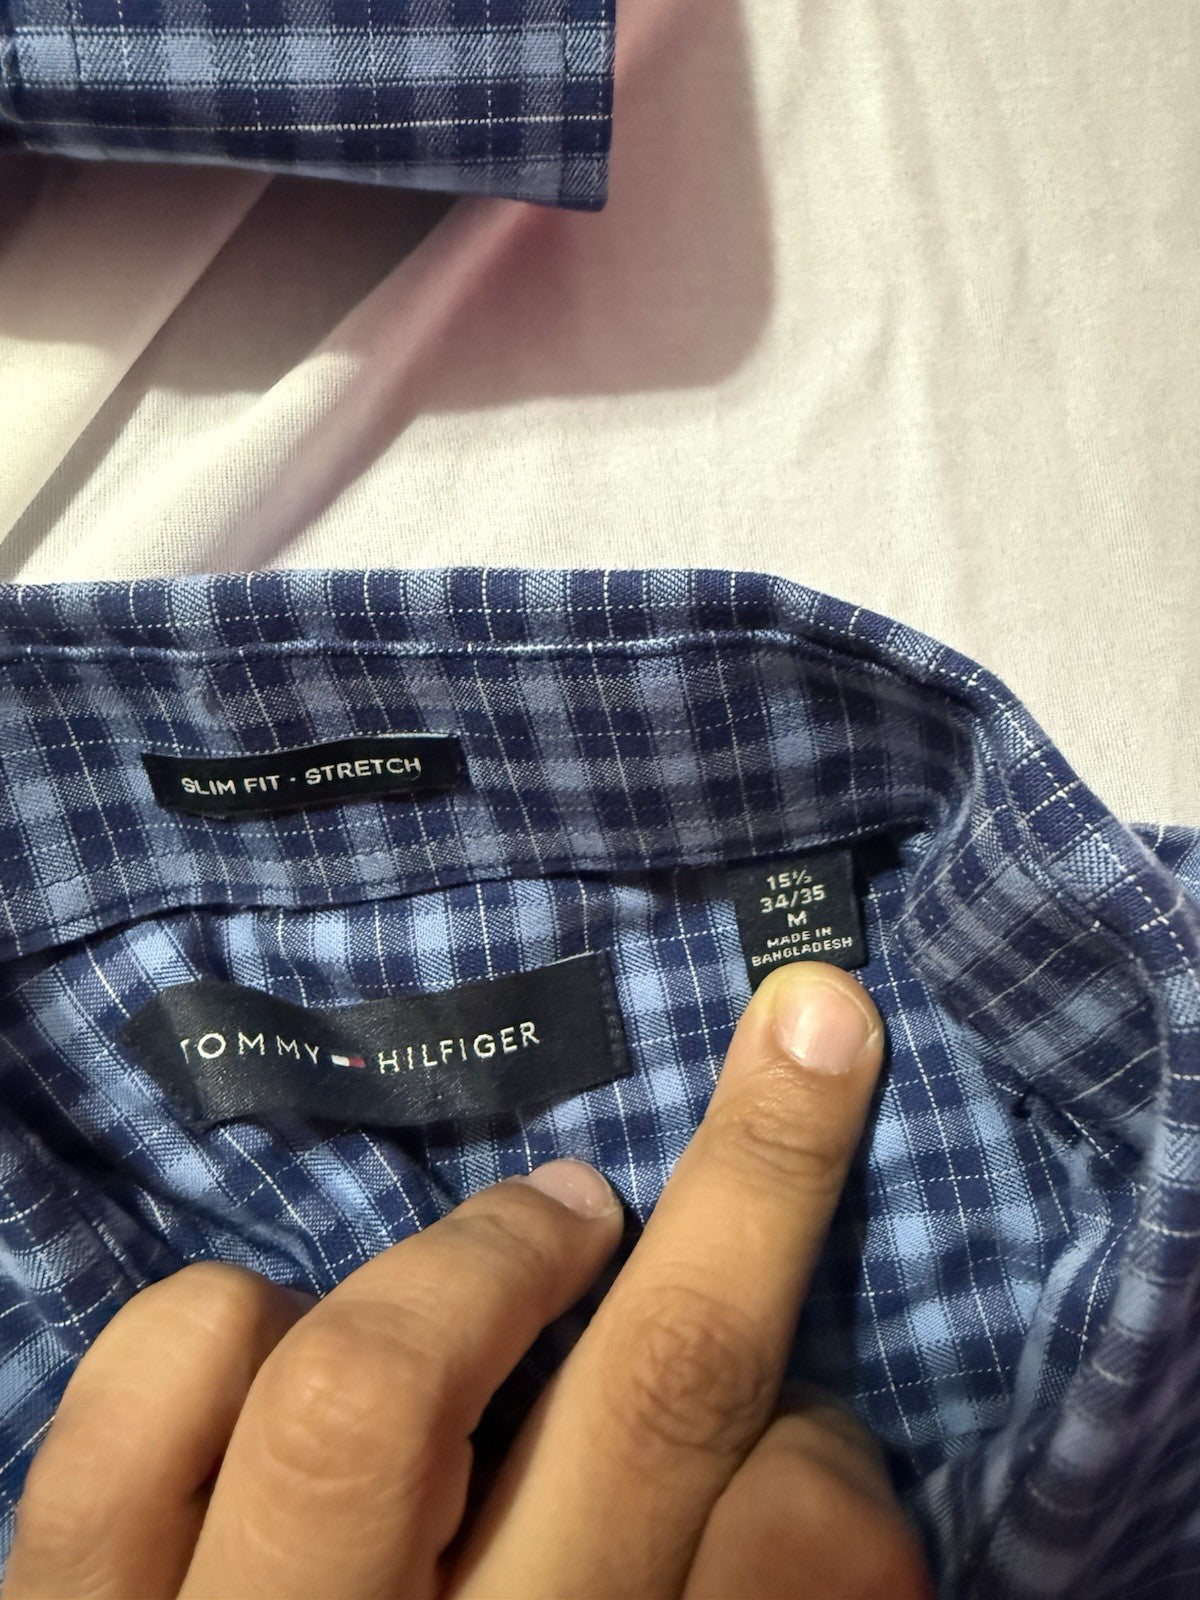 SLIM FIT · STRETCH
15½
34/35
M
MADE IN
BANGLADESH
TOMMY HILFIGER